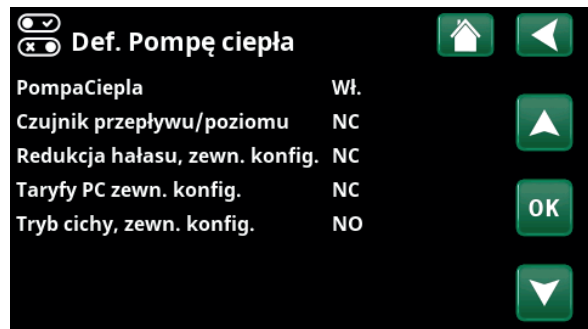 Def. Pompę ciepła
PompaCiepla Wł.
Czujnik przepływu/poziomu NC
Redukcja hałasu, zewn. konfig. NC
Taryfy PC zewn. konfig. NC
Tryb cichy, zewn. konfig. NO
OK